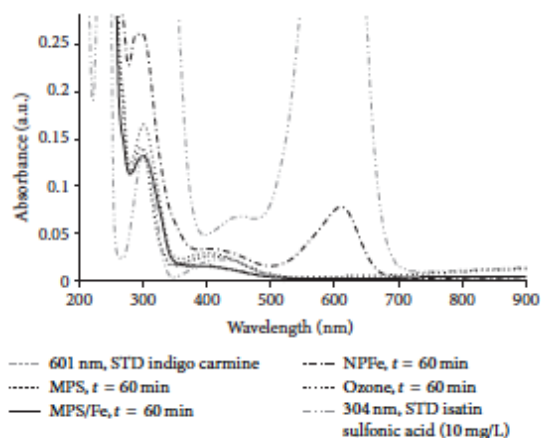 0.25
0.2
0.15
0.1
0.05
0
Absorbance (a.u.)
200 300 400 500 600 700 800 900
Wavelength (nm)
601 nm, STD indigo carmine
MPS, t = 60 min
MPS/Fe, t = 60 min
NPFe, t = 60 min
Ozone, t = 60 min
304 nm, STD isatin
sulfonic acid (10 mg/L)